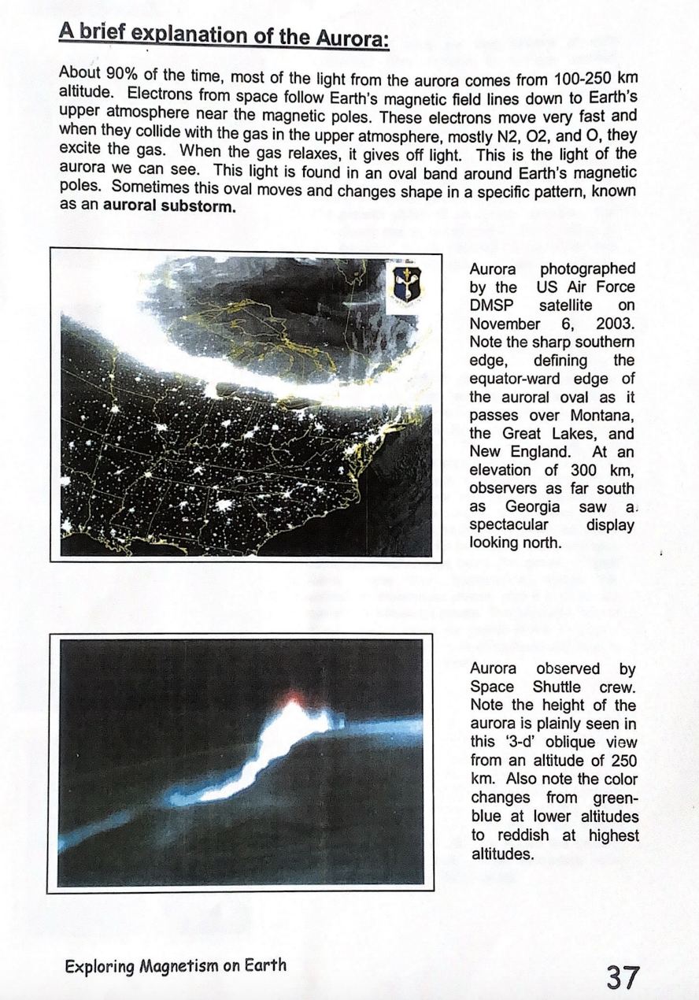 A brief explanation of the Aurora:
About 90% of the time, most of the light from the aurora comes from 100-250 km
altitude. Electrons from space follow Earth's magnetic field lines down to Earth's
upper atmosphere near the magnetic poles. These electrons move very fast and
when they collide with the gas in the upper atmosphere, mostly N2, O2, and O, they
excite the gas. When the gas relaxes, it gives off light. This is the light of the
aurora we can see. This light is found in an oval band around Earth's magnetic
poles. Sometimes this oval moves and changes shape in a specific pattern, known
as an auroral substorm.
Aurora photographed
by the US Air Force
DMSP satellite on
November 6, 2003.
Note the sharp southern
edge, defining the
equator-ward edge of
the auroral oval as it
passes over Montana,
the Great Lakes, and
New England. At an
elevation of 300 km,
observers as far south
as Georgia saw a
spectacular display
looking north.
Aurora observed by
Space Shuttle crew.
Note the height of the
aurora is plainly seen in
this '3-d' oblique view
from an altitude of 250
km. Also note the color
changes from green-
blue at lower altitudes
to reddish at highest
altitudes.
Exploring Magnetism on Earth
37